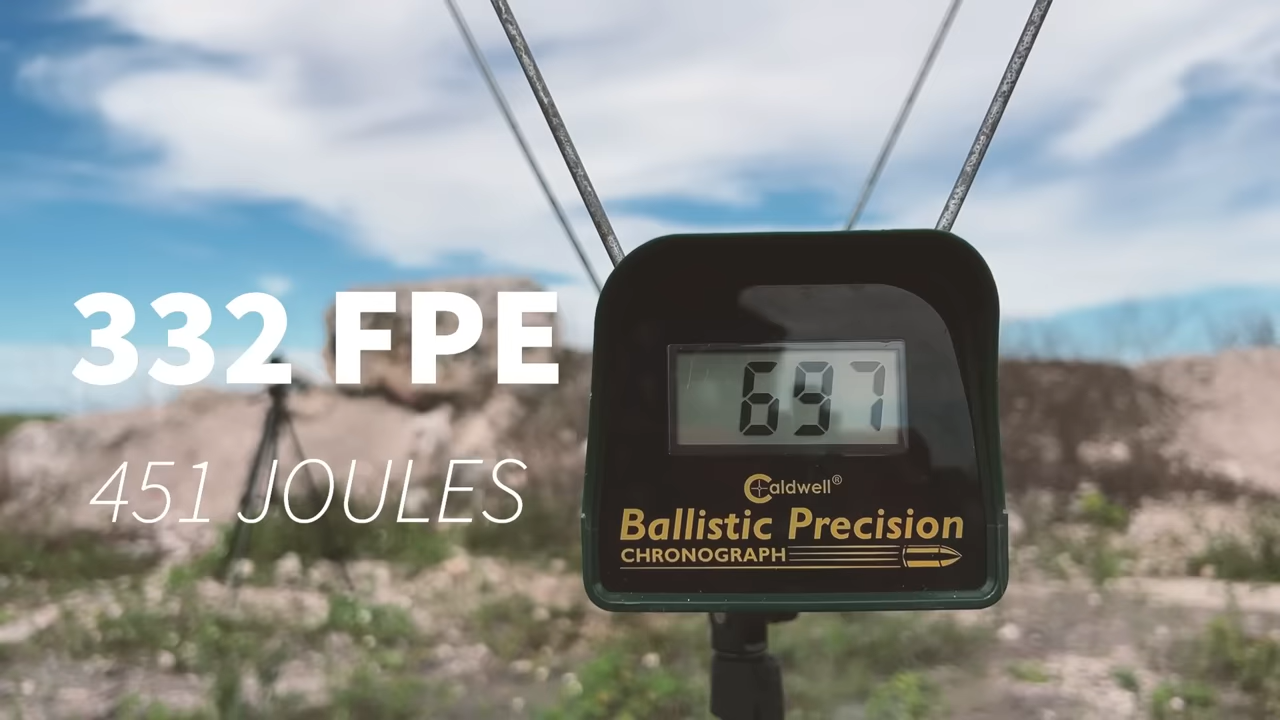 332 FPE
451 JOULES
697
Caldwell®
Ballistic Precision
CHRONOGRAPH